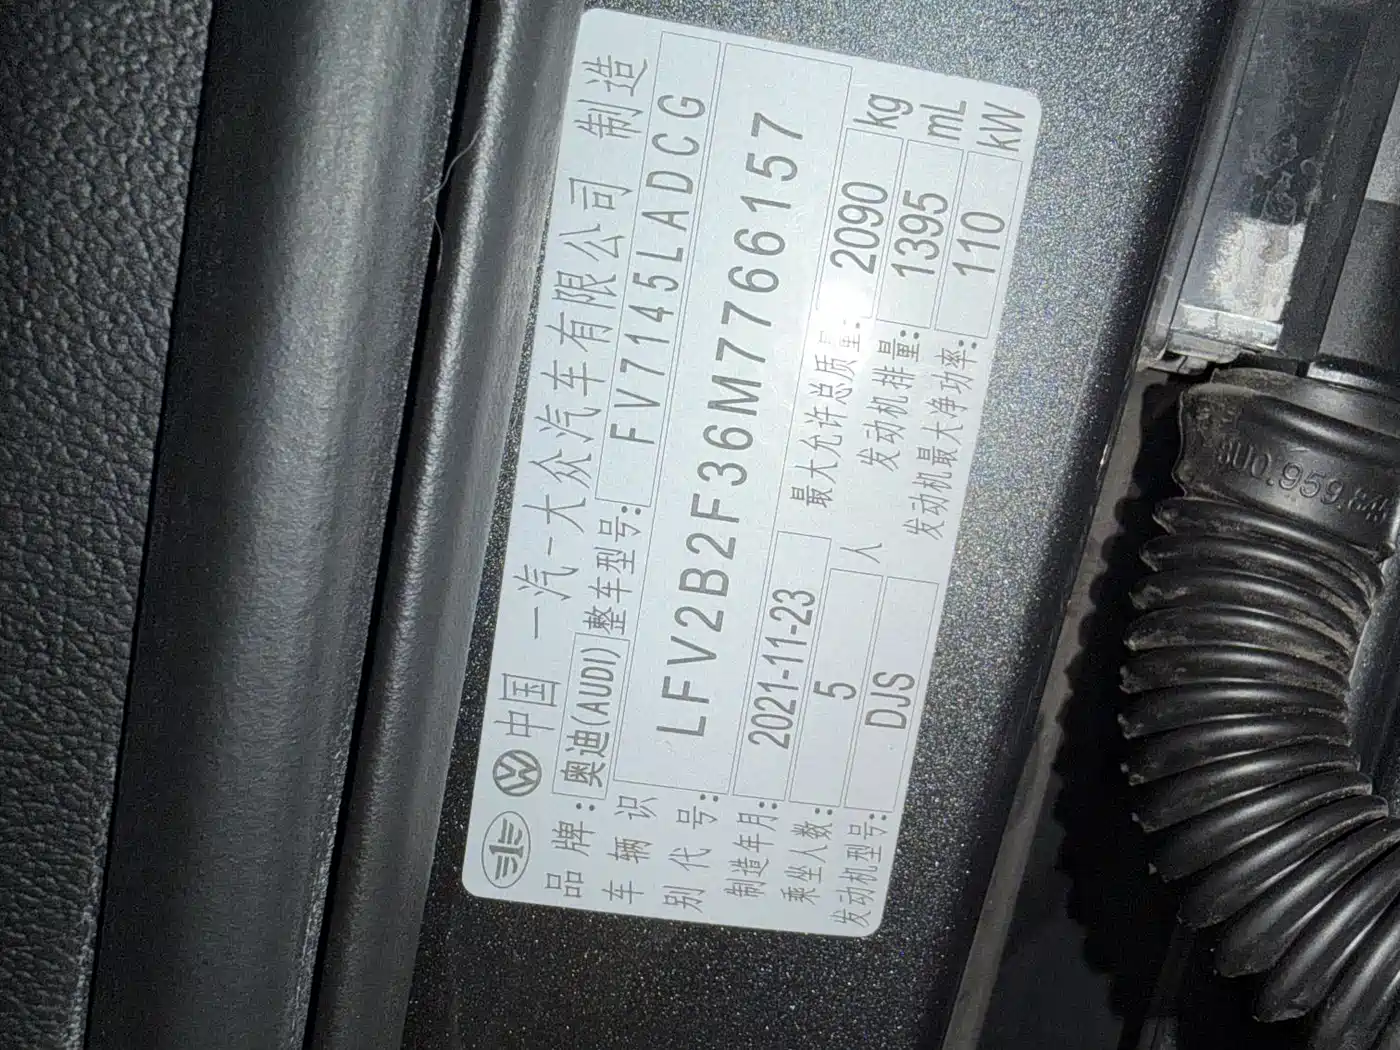 中国 一汽-大众汽车有限公司 制造
品牌: 奥迪(AUDI) 整车型号: FV7145LADCG
车辆识别代号: LFV2B2F36M7766157
制造年月: 2021-11-23 最大允许总质量: 2090 kg
乘坐人数: 5 人 发动机排量: 1395 mL
发动机型号: DJS 发动机最大净功率: 110 kW
8U0.959.8